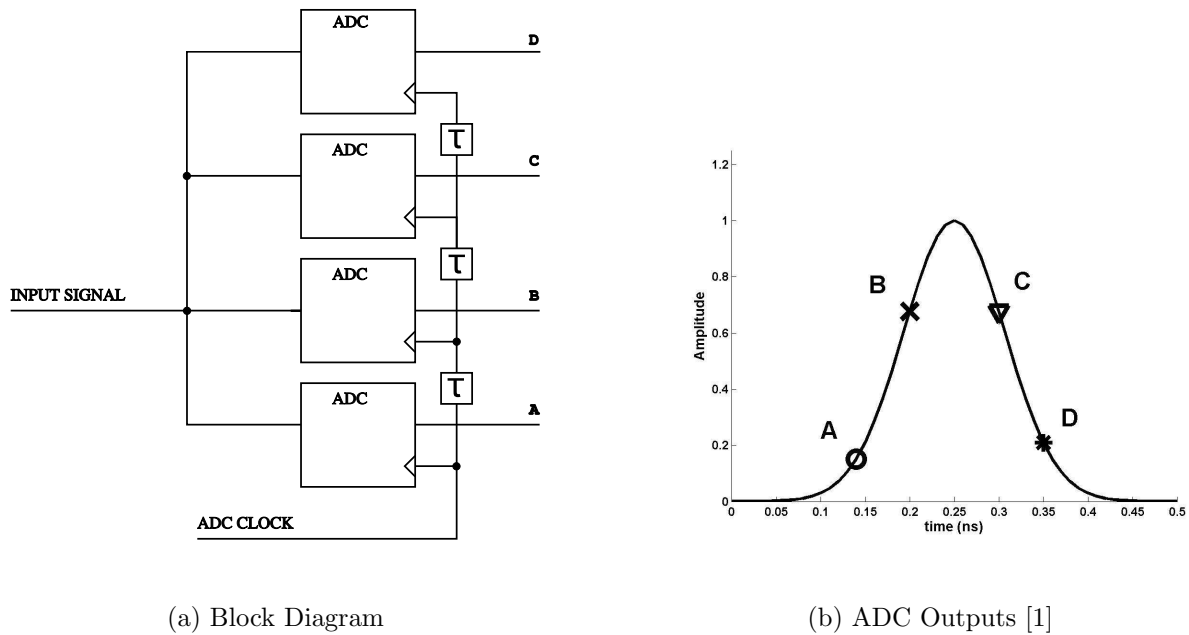 ADC
D
τ
ADC
C
τ
ADC
INPUT SIGNAL
B
τ
ADC
A
ADC CLOCK
(a) Block Diagram
1.2
1
0.8
0.6
0.4
0.2
0
Amplitude
A
B
C
D
0 0.05 0.1 0.15 0.2 0.25 0.3 0.35 0.4 0.45 0.5
time (ns)
(b) ADC Outputs [1]